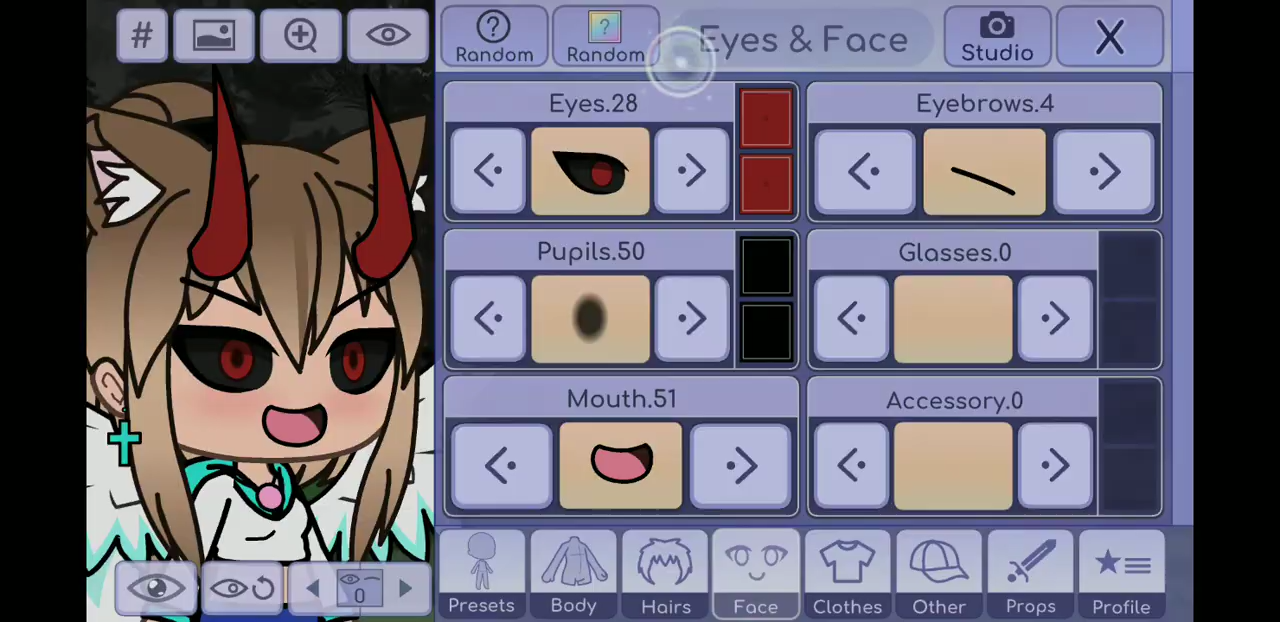 #
? Random
? Random
Eyes & Face
Studio
X
Eyes.28
Eyebrows.4
Pupils.50
Glasses.0
Mouth.51
Accessory.0
0
Presets
Body
Hairs
Face
Clothes
Other
Props
Profile